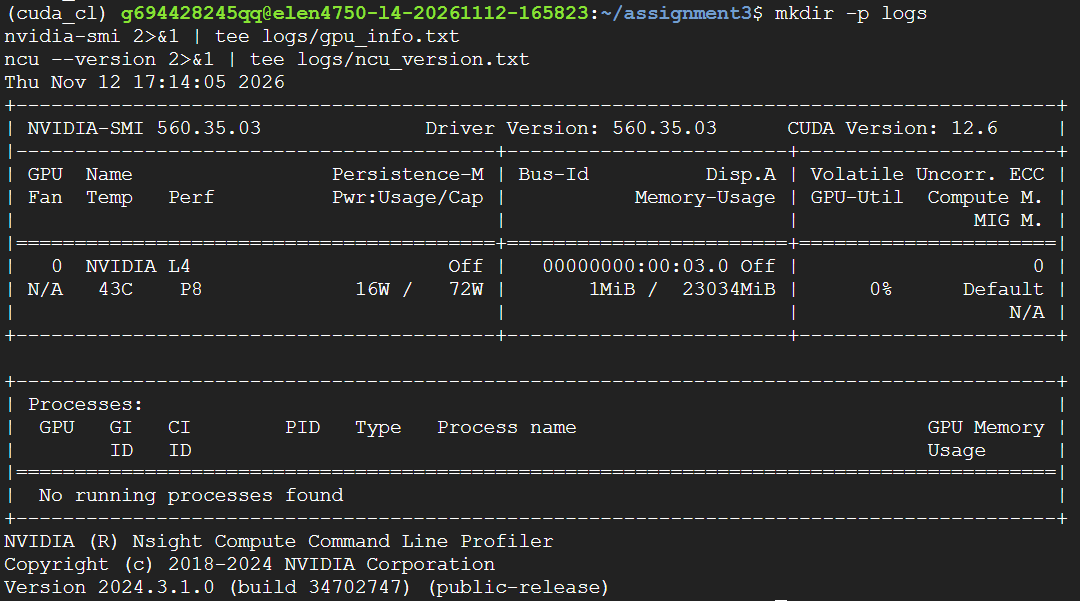 (cuda_cl) g694428245qq@elen4750-l4-20261112-165823:~/assignment3$ mkdir -p logs
nvidia-smi 2>&1 | tee logs/gpu_info.txt
ncu --version 2>&1 | tee logs/ncu_version.txt
Thu Nov 12 17:14:05 2026
+-----------------------------------------------------------------------------------------+
| NVIDIA-SMI 560.35.03              Driver Version: 560.35.03      CUDA Version: 12.6     |
|-----------------------------------------+------------------------+----------------------+
| GPU  Name                 Persistence-M | Bus-Id          Disp.A | Volatile Uncorr. ECC |
| Fan  Temp   Perf          Pwr:Usage/Cap |           Memory-Usage | GPU-Util  Compute M. |
|                                         |                        |               MIG M. |
|=========================================+========================+======================|
|   0  NVIDIA L4                      Off |   00000000:00:03.0 Off |                    0 |
| N/A   43C    P8             16W /   72W |       1MiB /  23034MiB |      0%      Default |
|                                         |                        |                  N/A |
+-----------------------------------------+------------------------+----------------------+

+-----------------------------------------------------------------------------------------+
| Processes:                                                                              |
|  GPU   GI   CI        PID   Type   Process name                              GPU Memory |
|        ID   ID                                                               Usage      |
|=========================================================================================|
|  No running processes found                                                             |
+-----------------------------------------------------------------------------------------+
NVIDIA (R) Nsight Compute Command Line Profiler
Copyright (c) 2018-2024 NVIDIA Corporation
Version 2024.3.1.0 (build 34702747) (public-release)